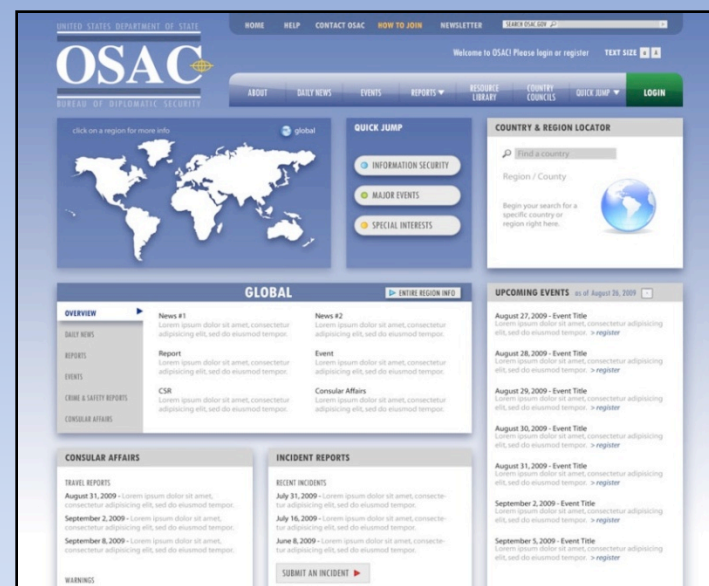 UNITED STATES DEPARTMENT OF STATE
OSAC
BUREAU OF DIPLOMATIC SECURITY
HOME HELP CONTACT OSAC HOW TO JOIN NEWSLETTER SEARCH OSAC.GOV
Welcome to OSAC! Please login or register TEXT SIZE
ABOUT DAILY NEWS EVENTS REPORTS RESOURCE LIBRARY COUNTRY COUNCILS QUICK JUMP LOGIN
click on a region for more info global
QUICK JUMP
INFORMATION SECURITY
MAJOR EVENTS
SPECIAL INTERESTS
COUNTRY & REGION LOCATOR
Find a country
Region / County
Begin your search for a
specific country or
region right here.
GLOBAL ENTIRE REGION INFO
OVERVIEW
DAILY NEWS
REPORTS
EVENTS
CRIME & SAFETY REPORTS
CONSULAR AFFAIRS
News #1
Lorem ipsum dolor sit amet, consectetur
adipisicing elit, sed do eiusmod tempor.
News #2
Lorem ipsum dolor sit amet, consectetur
adipisicing elit, sed do eiusmod tempor.
Report
Lorem ipsum dolor sit amet, consectetur
adipisicing elit, sed do eiusmod tempor.
Event
Lorem ipsum dolor sit amet, consectetur
adipisicing elit, sed do eiusmod tempor.
CSR
Lorem ipsum dolor sit amet, consectetur
adipisicing elit, sed do eiusmod tempor.
Consular Affairs
Lorem ipsum dolor sit amet, consectetur
adipisicing elit, sed do eiusmod tempor.
UPCOMING EVENTS as of August 26, 2009
August 27, 2009 - Event Title
Lorem ipsum dolor sit amet, consectetur adipisicing
elit, sed do eiusmod tempor. > register
August 28, 2009 - Event Title
Lorem ipsum dolor sit amet, consectetur adipisicing
elit, sed do eiusmod tempor. > register
August 29, 2009 - Event Title
Lorem ipsum dolor sit amet, consectetur adipisicing
elit, sed do eiusmod tempor. > register
August 30, 2009 - Event Title
Lorem ipsum dolor sit amet, consectetur adipisicing
elit, sed do eiusmod tempor. > register
August 31, 2009 - Event Title
Lorem ipsum dolor sit amet, consectetur adipisicing
elit, sed do eiusmod tempor. > register
September 2, 2009 - Event Title
Lorem ipsum dolor sit amet, consectetur adipisicing
elit, sed do eiusmod tempor. > register
September 5, 2009 - Event Title
Lorem ipsum dolor sit amet, consectetur adipisicing
elit, sed do eiusmod tempor. > register
CONSULAR AFFAIRS
TRAVEL REPORTS
August 31, 2009 - Lorem ipsum dolor sit amet,
consectetur adipisicing elit, sed do eiusmod tempor.
September 2, 2009 - Lorem ipsum dolor sit amet,
consectetur adipisicing elit, sed do eiusmod tempor.
September 8, 2009 - Lorem ipsum dolor sit amet,
consectetur adipisicing elit, sed do eiusmod tempor.
WARNINGS
INCIDENT REPORTS
RECENT INCIDENTS
July 31, 2009 - Lorem ipsum dolor sit amet, consecte-
tur adipisicing elit, sed do eiusmod tempor.
July 16, 2009 - Lorem ipsum dolor sit amet, consecte-
tur adipisicing elit, sed do eiusmod tempor.
June 8, 2009 - Lorem ipsum dolor sit amet, consecte-
tur adipisicing elit, sed do eiusmod tempor.
SUBMIT AN INCIDENT